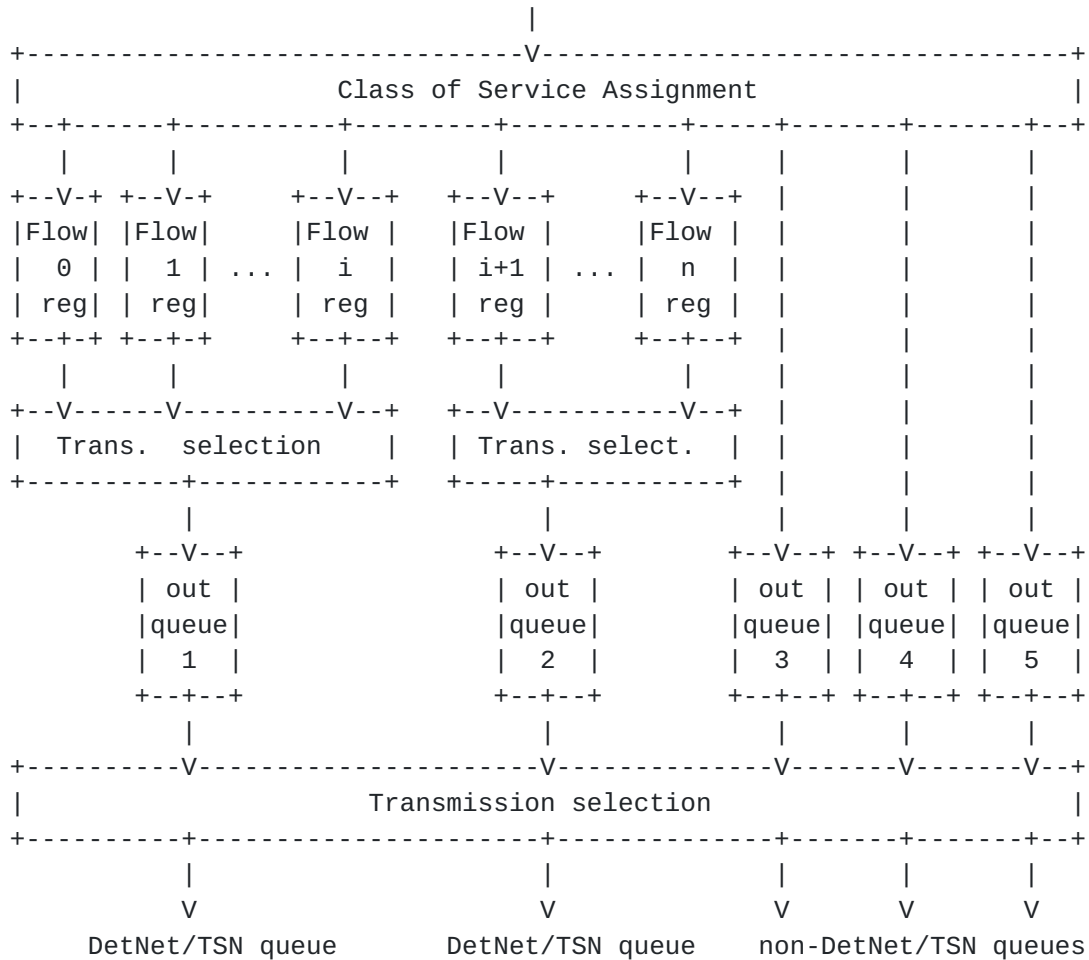 Class of Service Assignment
Flow Flow Flow Flow Flow
0 1 ... i i+1 ... n
reg reg reg reg reg
Trans. selection Trans. select.
out out out out out
queue queue queue queue queue
1 2 3 4 5
Transmission selection
DetNet/TSN queue DetNet/TSN queue non-DetNet/TSN queues